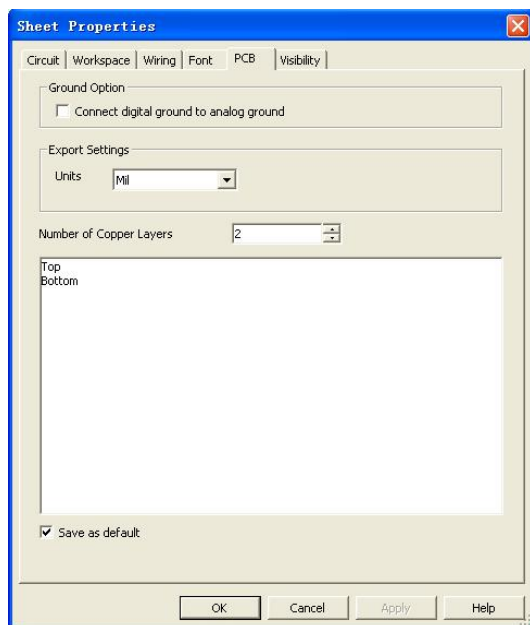 Sheet Properties
Circuit Workspace Wiring Font PCB Visibility
Ground Option
Connect digital ground to analog ground
Export Settings
Units Mil
Number of Copper Layers 2
Top
Bottom
Save as default
OK Cancel Apply Help